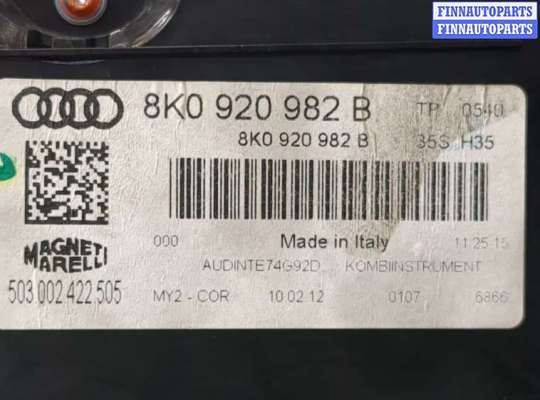 FINNAUTOPARTS
FINNAUTOPARTS
8K0 920 982 B TP 0540
8K0 920 982 B 35S H35
MAGNETI
MARELLI
000 Made in Italy 11:25:15
AUDINTE74G92D KOMBIINSTRUMENT
503 002 422 505
MY2 - COR 10 02.12 0107 6866